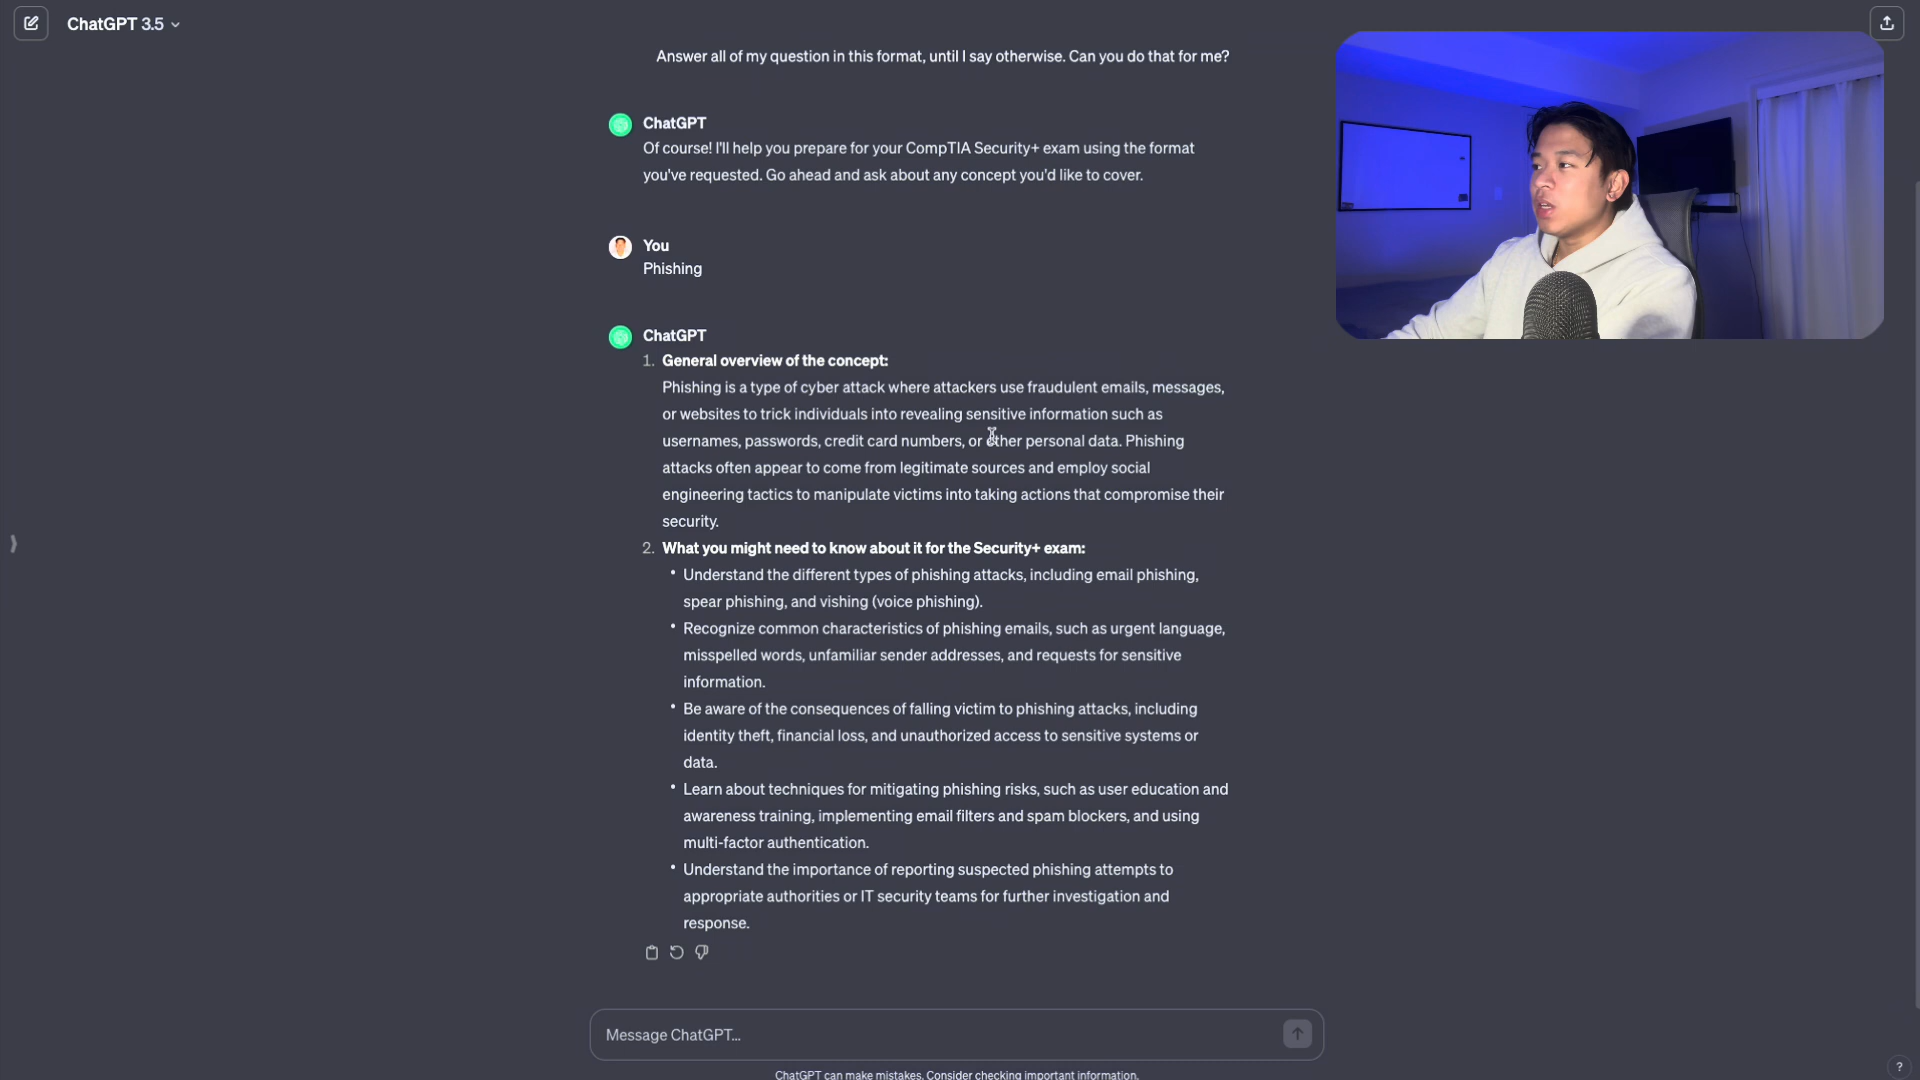 ChatGPT 3.5
Answer all of my question in this format, until I say otherwise. Can you do that for me?
ChatGPT
Of course! I'll help you prepare for your CompTIA Security+ exam using the format
you've requested. Go ahead and ask about any concept you'd like to cover.
You
Phishing
ChatGPT
1. General overview of the concept:
Phishing is a type of cyber attack where attackers use fraudulent emails, messages,
or websites to trick individuals into revealing sensitive information such as
usernames, passwords, credit card numbers, or other personal data. Phishing
attacks often appear to come from legitimate sources and employ social
engineering tactics to manipulate victims into taking actions that compromise their
security.
2. What you might need to know about it for the Security+ exam:
• Understand the different types of phishing attacks, including email phishing,
spear phishing, and vishing (voice phishing).
• Recognize common characteristics of phishing emails, such as urgent language,
misspelled words, unfamiliar sender addresses, and requests for sensitive
information.
• Be aware of the consequences of falling victim to phishing attacks, including
identity theft, financial loss, and unauthorized access to sensitive systems or
data.
• Learn about techniques for mitigating phishing risks, such as user education and
awareness training, implementing email filters and spam blockers, and using
multi-factor authentication.
• Understand the importance of reporting suspected phishing attempts to
appropriate authorities or IT security teams for further investigation and
response.
Message ChatGPT...
ChatGPT can make mistakes. Consider checking important information.
?